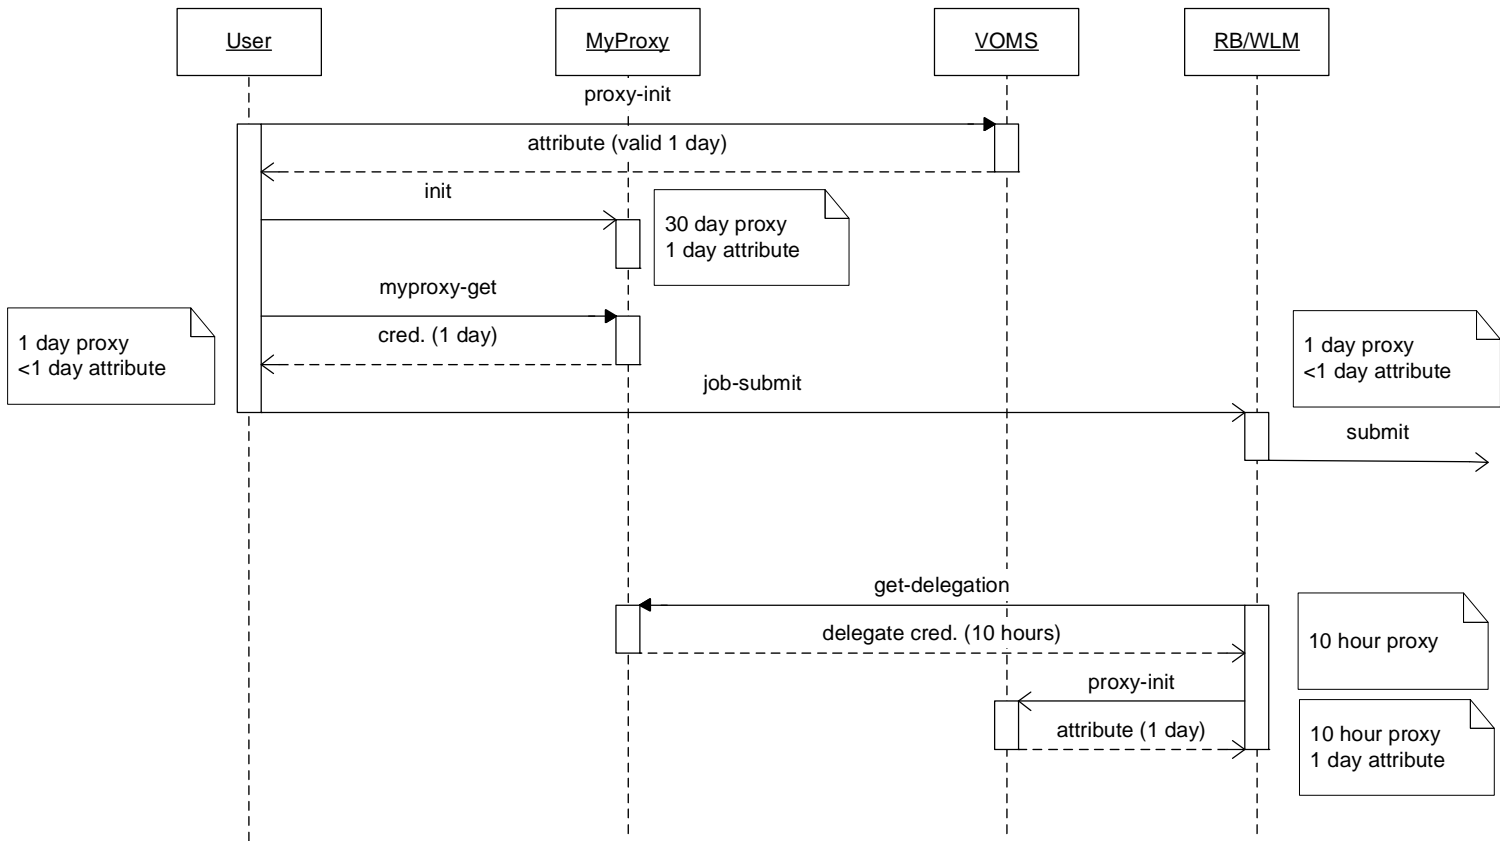 User
MyProxy
VOMS
RB/WLM
proxy-init
attribute (valid 1 day)
init
30 day proxy
1 day attribute
myproxy-get
cred. (1 day)
1 day proxy
<1 day attribute
1 day proxy
<1 day attribute
job-submit
submit
get-delegation
delegate cred. (10 hours)
10 hour proxy
proxy-init
attribute (1 day)
10 hour proxy
1 day attribute